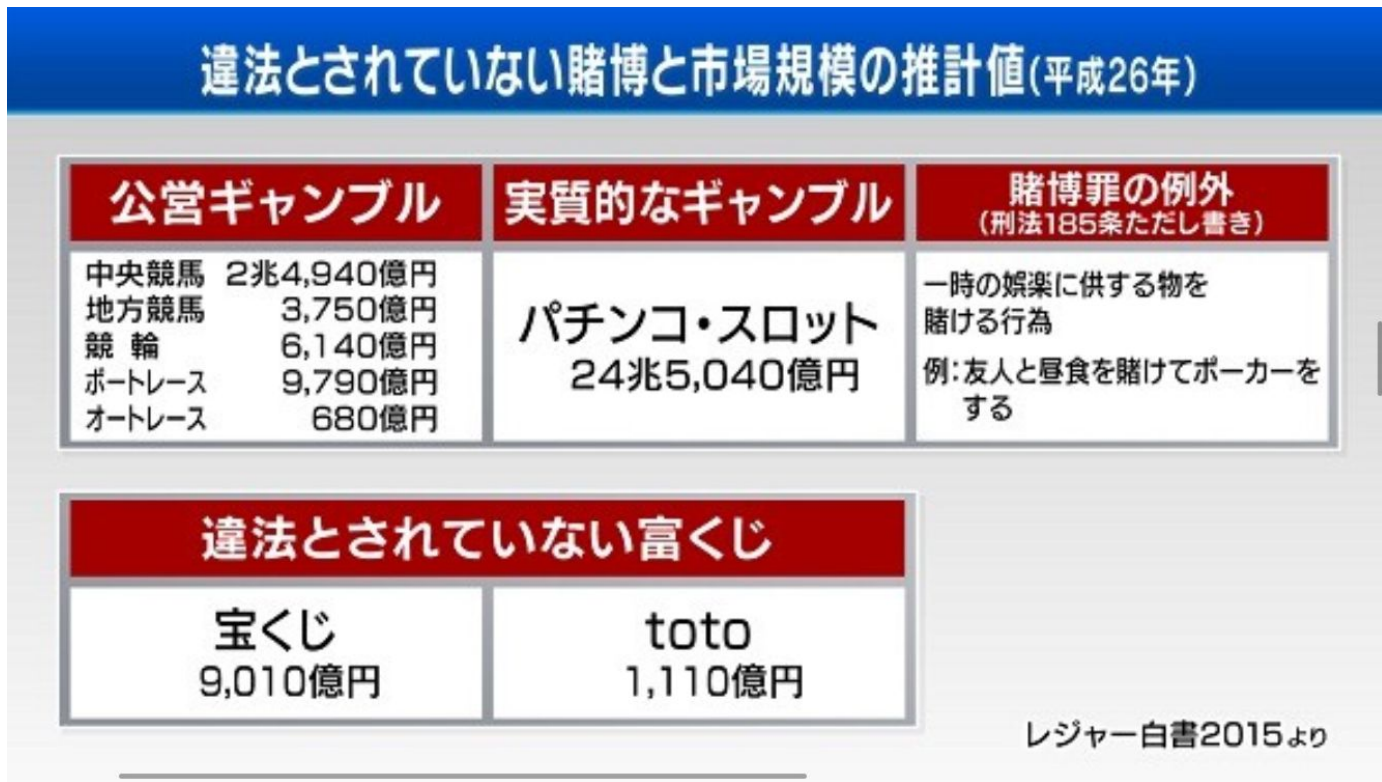 違法とされていない賭博と市場規模の推計値(平成26年)
公営ギャンブル
中央競馬 2兆4,940億円
地方競馬 3,750億円
競 輪 6,140億円
ボートレース 9,790億円
オートレース 680億円
実質的なギャンブル
パチンコ・スロット
24兆5,040億円
賭博罪の例外
(刑法185条ただし書き)
一時の娯楽に供する物を
賭ける行為
例:友人と昼食を賭けてポーカーを
する
違法とされていない富くじ
宝くじ
9,010億円
toto
1,110億円
レジャー白書2015より